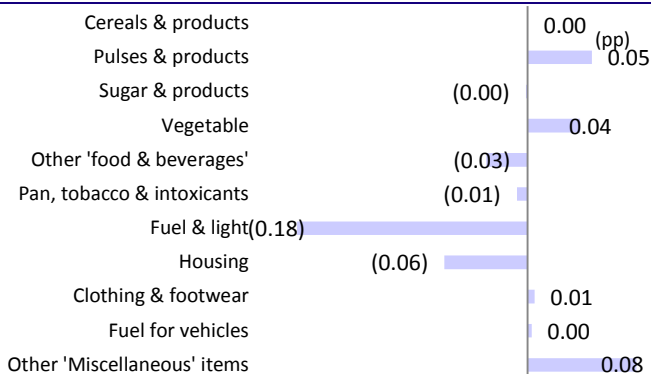 Cereals & products 0.00
(pp)
Pulses & products 0.05
Sugar & products (0.00)
Vegetable 0.04
Other 'food & beverages' (0.03)
Pan, tobacco & intoxicants (0.01)
Fuel & light (0.18)
Housing (0.06)
Clothing & footwear 0.01
Fuel for vehicles 0.00
Other 'Miscellaneous' items 0.08